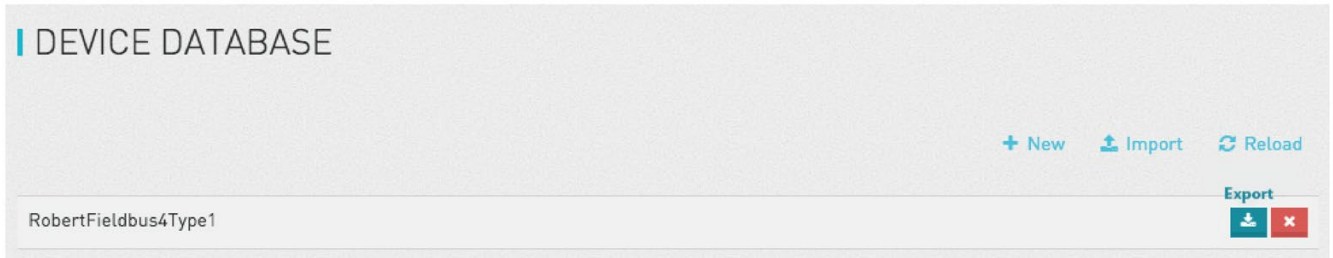 DEVICE DATABASE
New Import Reload
Export
RobertFieldbus4Type1